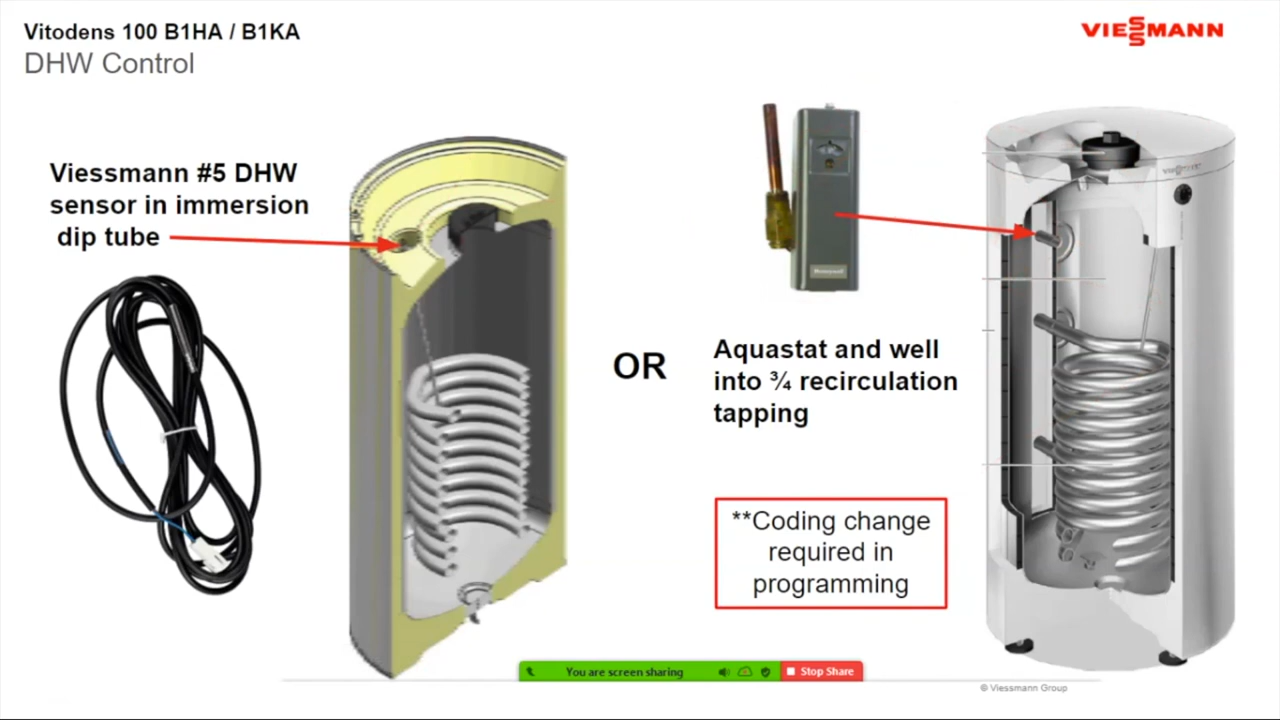 Vitodens 100 B1HA / B1KA
DHW Control
VIESSMANN
Viessmann #5 DHW
sensor in immersion
dip tube
OR
Honeywell
Aquastat and well
into ¾ recirculation
tapping
**Coding change
required in
programming
You are screen sharing
Stop Share
© Viessmann Group